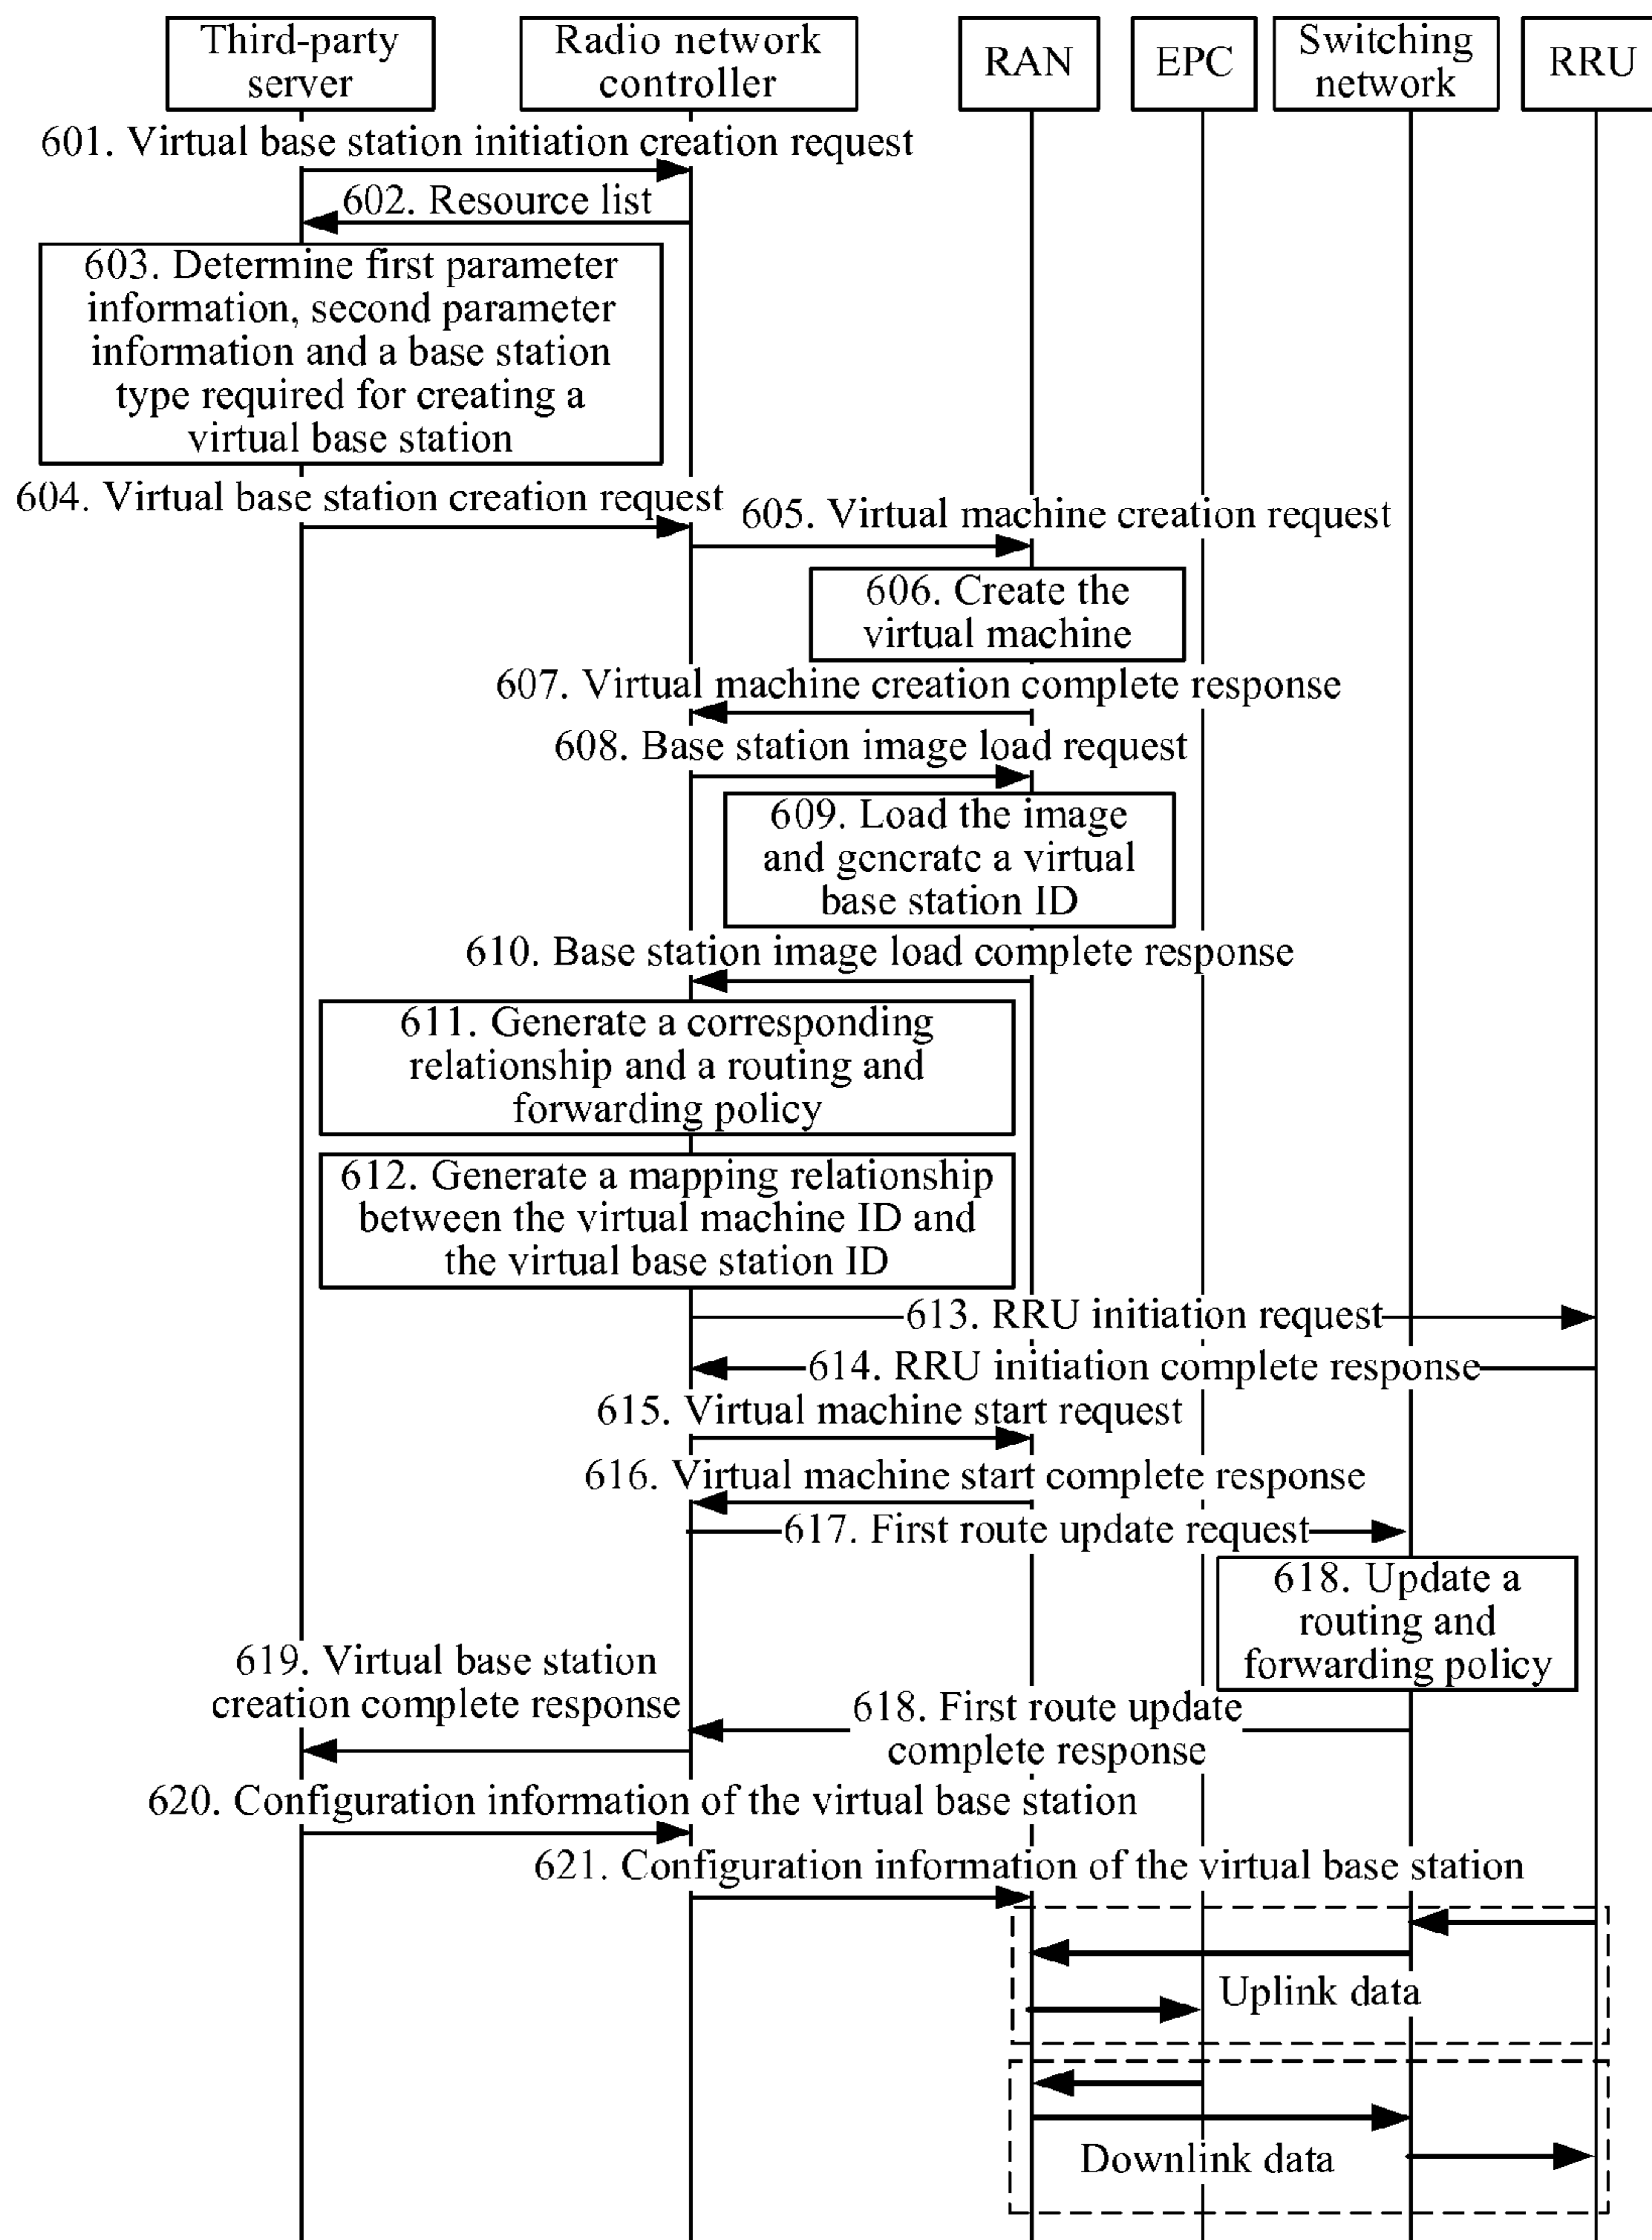 Third-party
server
Radio network
controller
RAN
EPC
Switching
network
RRU
601. Virtual base station initiation creation request
602. Resource list
603. Determine first parameter
information, second parameter
information and a base station
type required for creating a
virtual base station
604. Virtual base station creation request
605. Virtual machine creation request
606. Create the
virtual machine
607. Virtual machine creation complete response
608. Base station image load request
609. Load the image
and generate a virtual
base station ID
610. Base station image load complete response
611. Generate a corresponding
relationship and a routing and
forwarding policy
612. Generate a mapping relationship
between the virtual machine ID and
the virtual base station ID
613. RRU initiation request
614. RRU initiation complete response
615. Virtual machine start request
616. Virtual machine start complete response
617. First route update request
618. Update a
routing and
forwarding policy
619. Virtual base station
creation complete response
618. First route update
complete response
620. Configuration information of the virtual base station
621. Configuration information of the virtual base station
Uplink data
Downlink data